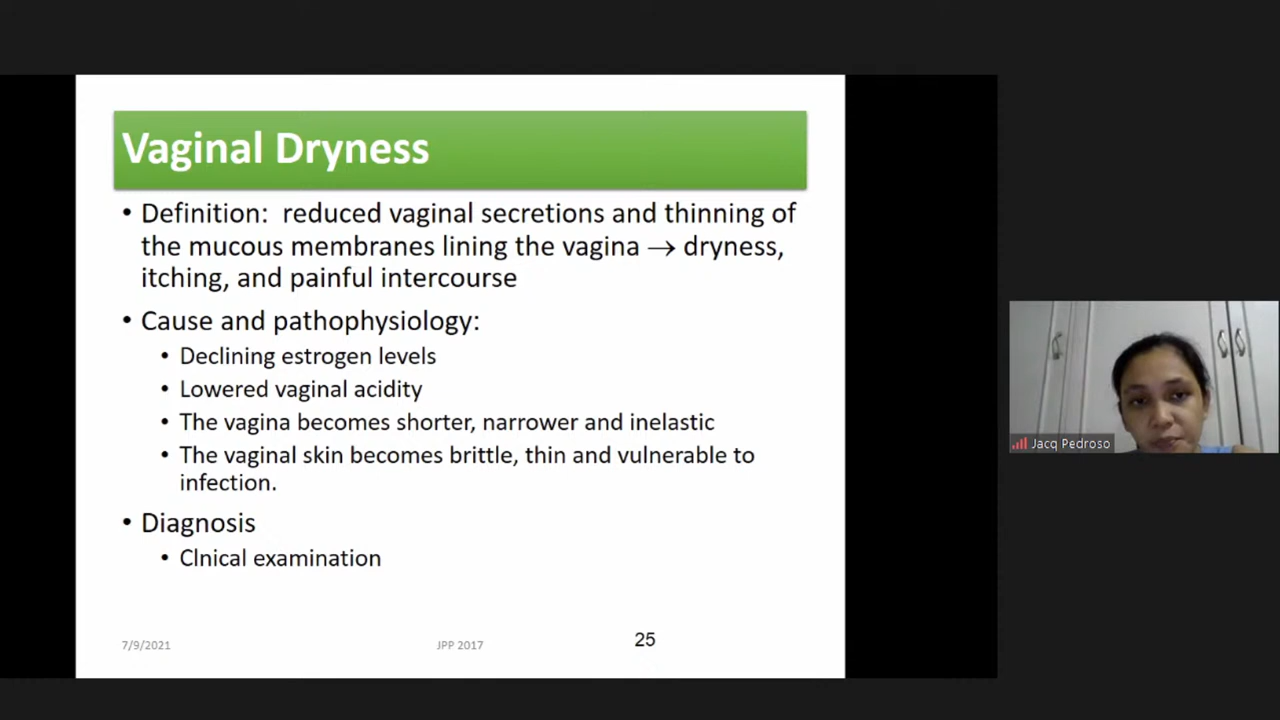 Vaginal Dryness
• Definition: reduced vaginal secretions and thinning of
the mucous membranes lining the vagina → dryness,
itching, and painful intercourse
• Cause and pathophysiology:
• Declining estrogen levels
• Lowered vaginal acidity
• The vagina becomes shorter, narrower and inelastic
• The vaginal skin becomes brittle, thin and vulnerable to
infection.
• Diagnosis
• Clnical examination
7/9/2021 JPP 2017 25
Jacq Pedroso